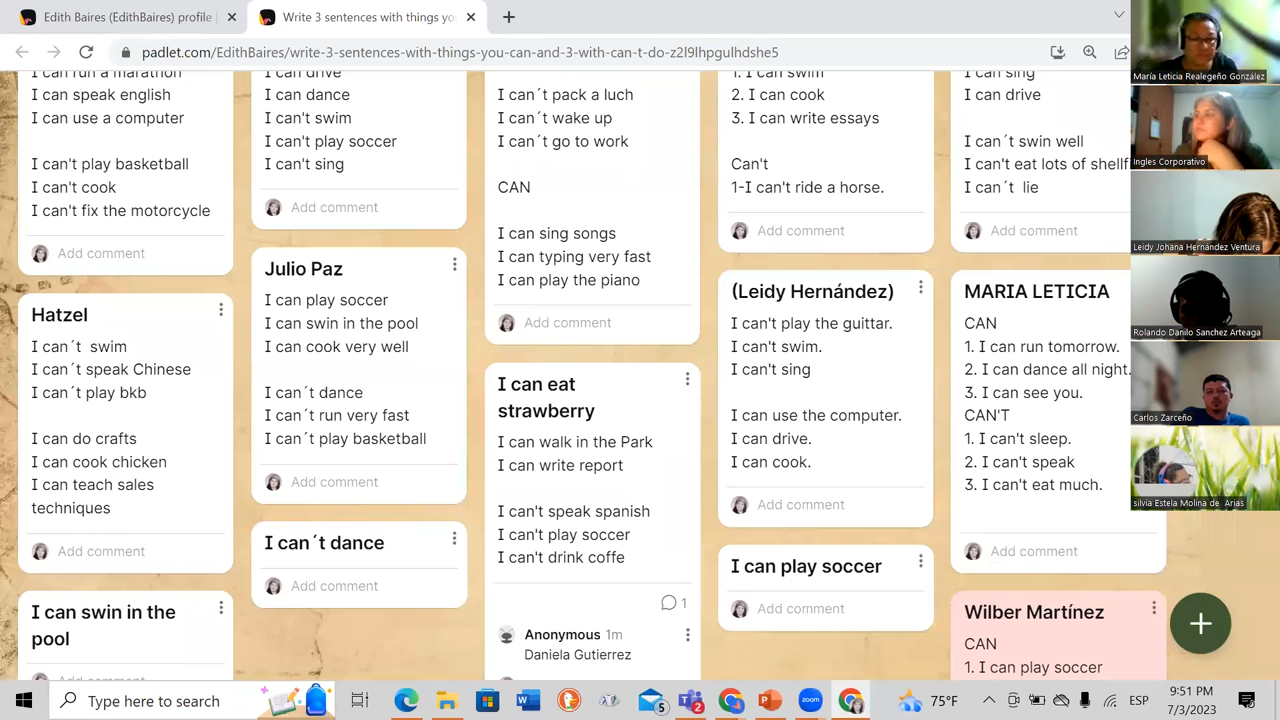 Edith Baires (EdithBaires) profile
Write 3 sentences with things yo
padlet.com/EdithBaires/write-3-sentences-with-things-you-can-and-3-with-can-t-do-z2l9lhpgulhdshe5
I can run a marathon
I can speak english
I can use a computer
I can't play basketball
I can't cook
I can't fix the motorcycle
Add comment
Hatzel
I can´t swim
I can´t speak Chinese
I can´t play bkb
I can do crafts
I can cook chicken
I can teach sales
techniques
Add comment
I can swin in the
pool
Add comment
I can drive
I can dance
I can't swim
I can't play soccer
I can't sing
Add comment
Julio Paz
I can play soccer
I can swin in the pool
I can cook very well
I can´t dance
I can´t run very fast
I can´t play basketball
Add comment
I can´t dance
Add comment
I can´t pack a luch
I can´t wake up
I can´t go to work
CAN
I can sing songs
I can typing very fast
I can play the piano
Add comment
I can eat
strawberry
I can walk in the Park
I can write report
I can't speak spanish
I can't play soccer
I can't drink coffe
1
Anonymous 1m
Daniela Gutierrez
1. I can swim
2. I can cook
3. I can write essays
Can't
1-I can't ride a horse.
Add comment
(Leidy Hernández)
I can't play the guittar.
I can't swim.
I can't sing
I can use the computer.
I can drive.
I can cook.
Add comment
I can play soccer
Add comment
I can sing
I can drive
I can´t swin well
I can't eat lots of shellf
I can´t lie
Add comment
MARIA LETICIA
CAN
1. I can run tomorrow.
2. I can dance all night.
3. I can see you.
CAN'T
1. I can't sleep.
2. I can't speak
3. I can't eat much.
Add comment
Wilber Martínez
CAN
1. I can play soccer
María Leticia Realegeño González
Ingles Corporativo
Leidy Johana Hernández Ventura
Rolando Danilo Sanchez Arteaga
Carlos Zarceño
silvia Estela Molina de Arias
Type here to search
5
2
zoom
75°F
ESP
9:51 PM
7/3/2023